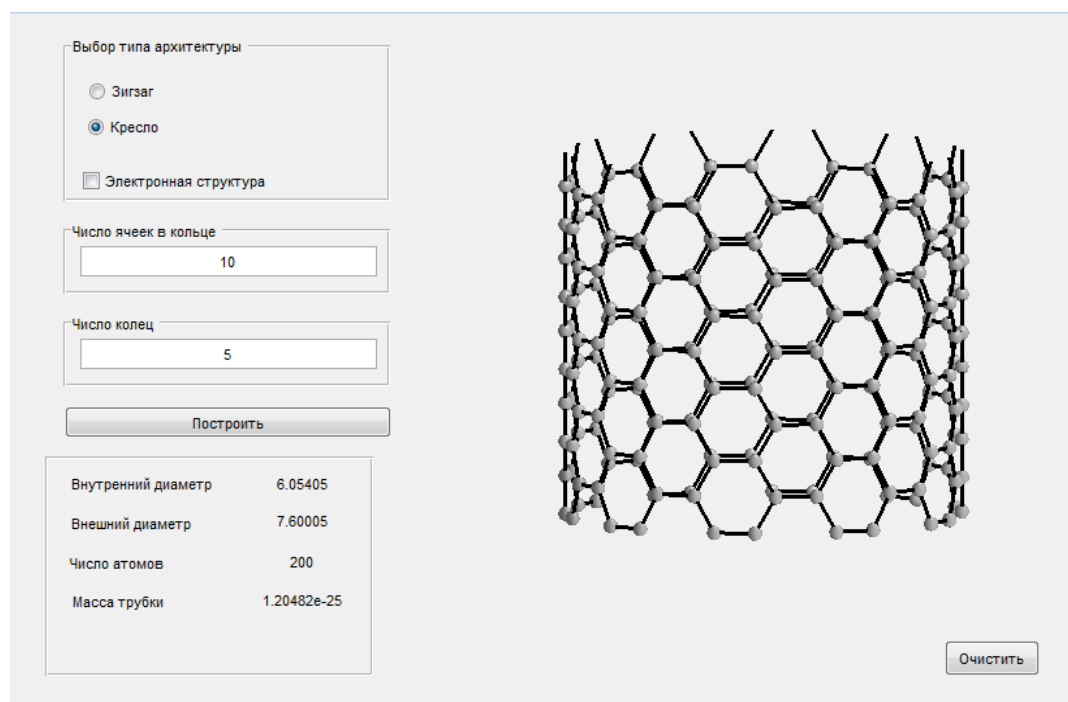 Выбор типа архитектуры
Зигзаг
Кресло
Электронная структура
Число ячеек в кольце
10
Число колец
5
Построить
Внутренний диаметр 6.05405
Внешний диаметр 7.60005
Число атомов 200
Масса трубки 1.20482e-25
Очистить